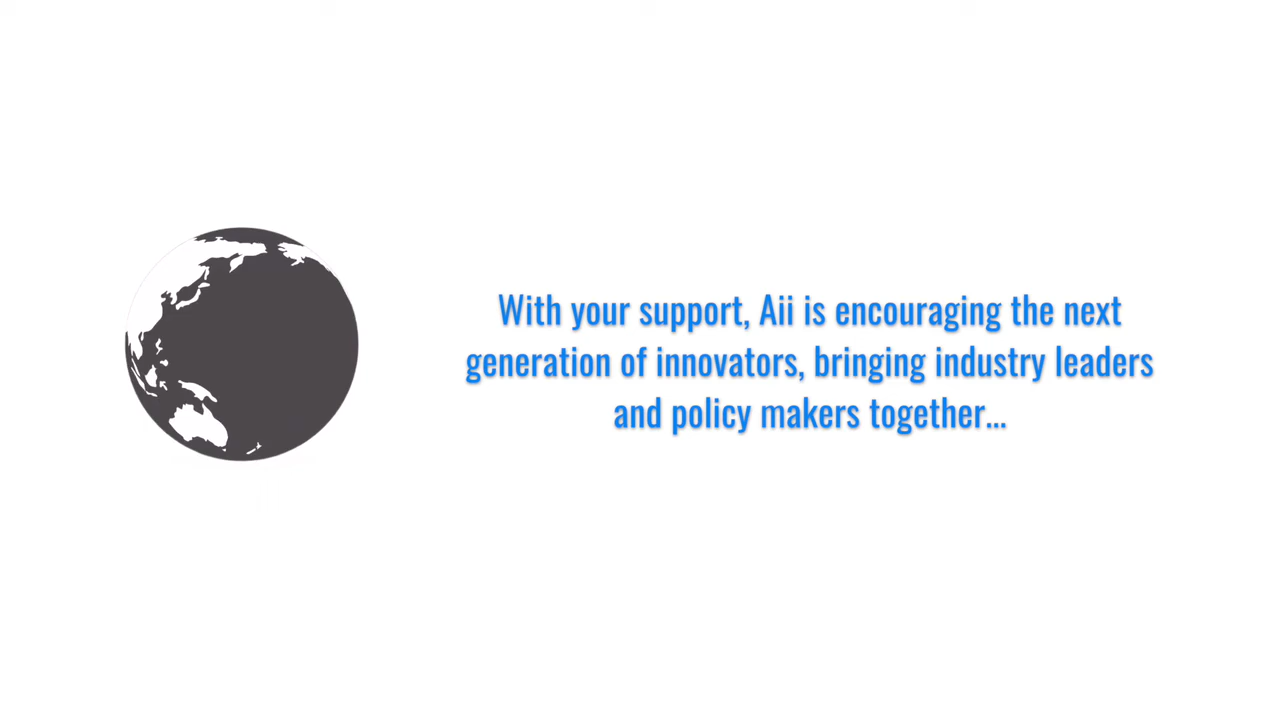 With your support, Aii is encouraging the next
generation of innovators, bringing industry leaders
and policy makers together...